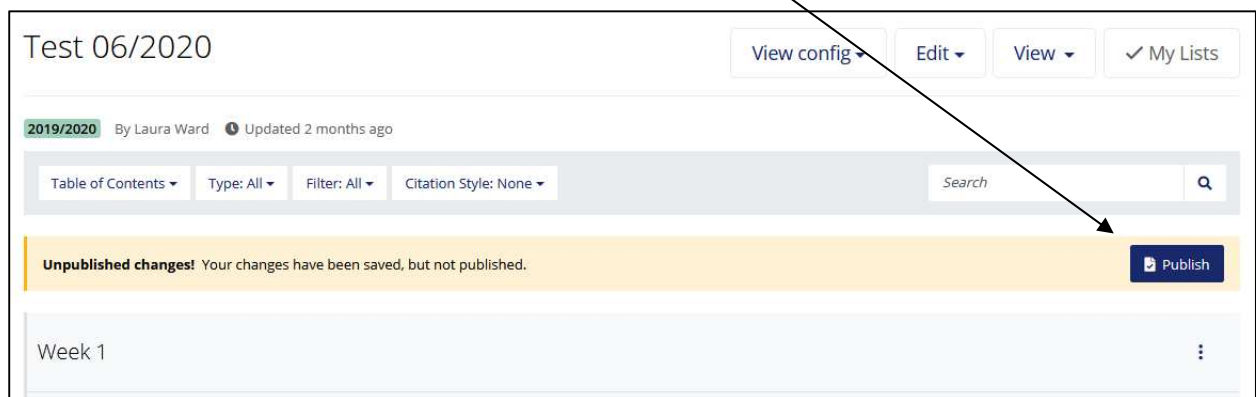 Test 06/2020
View config Edit View My Lists
2019/2020 By Laura Ward Updated 2 months ago
Table of Contents Type: All Filter: All Citation Style: None Search
Unpublished changes! Your changes have been saved, but not published. Publish
Week 1